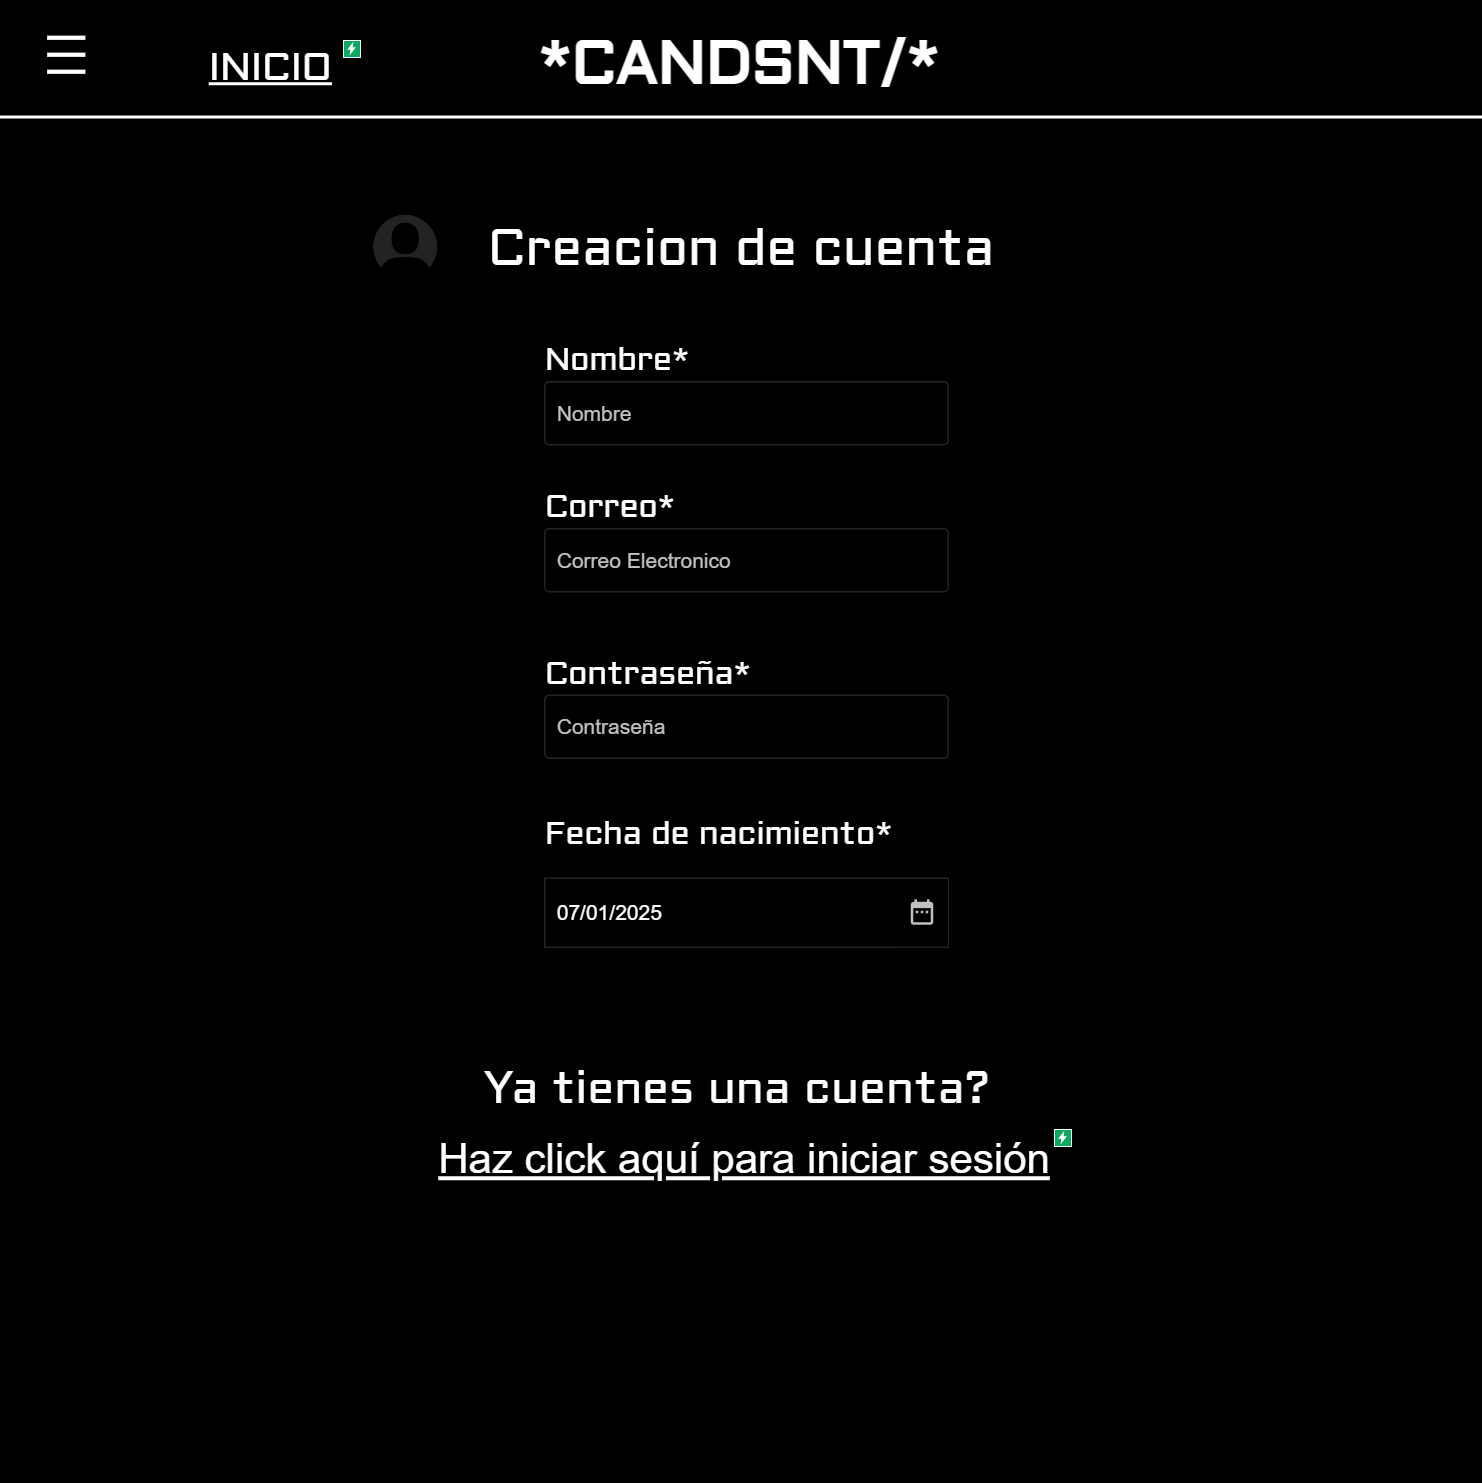 INICIO
*CANDSNT/*
Creacion de cuenta
Nombre*
Nombre
Correo*
Correo Electronico
Contraseña*
Contraseña
Fecha de nacimiento*
07/01/2025
Ya tienes una cuenta?
Haz click aquí para iniciar sesión